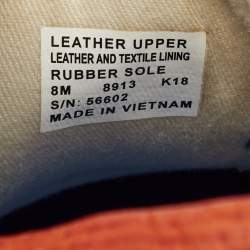 LEATHER UPPER
LEATHER AND TEXTILE LINING
RUBBER SOLE
8M 8913 K18
S/N: 56602
MADE IN VIETNAM